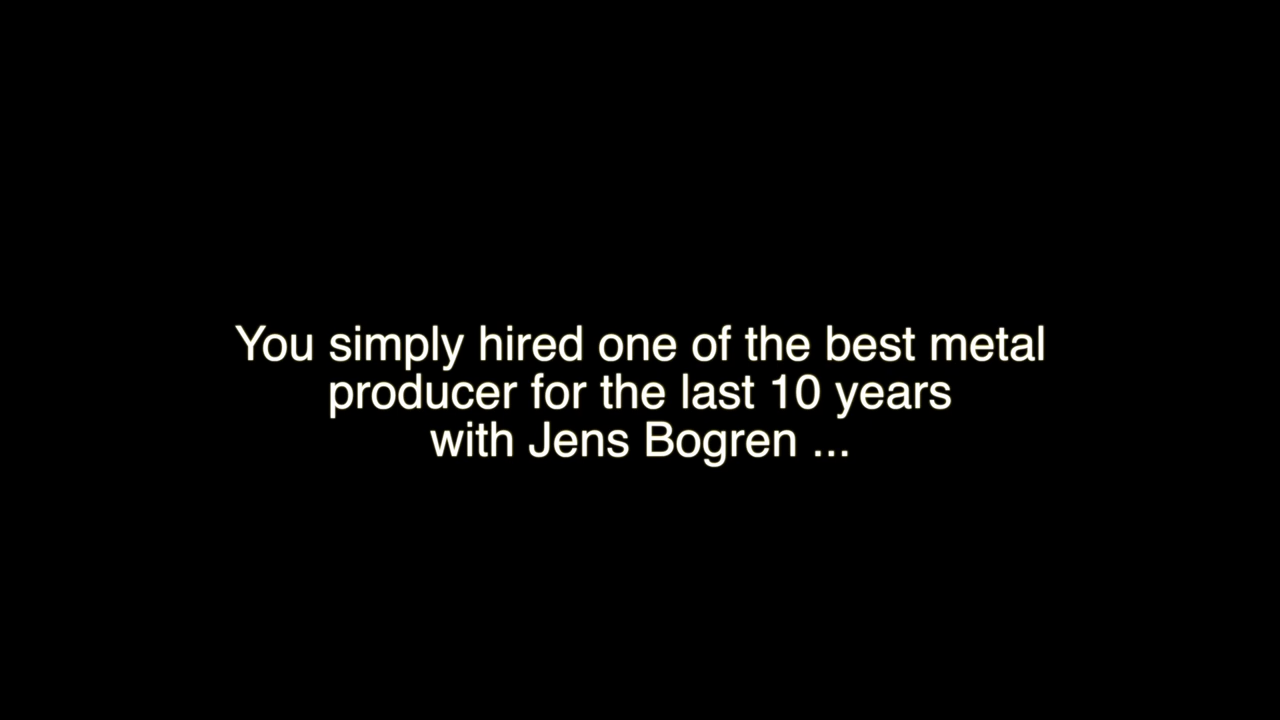 You simply hired one of the best metal
producer for the last 10 years
with Jens Bogren ...